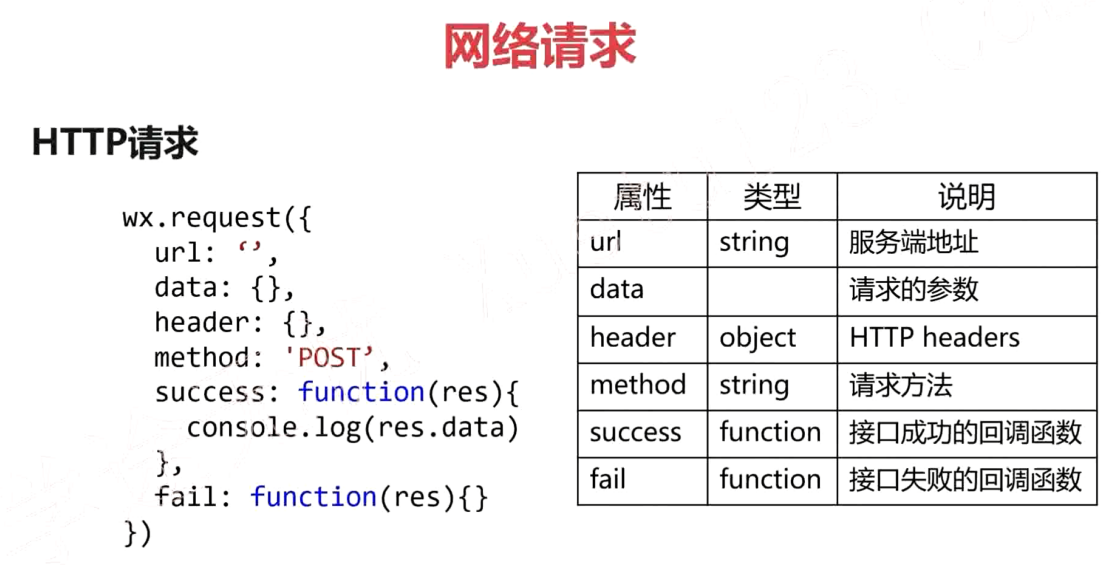 网络请求
HTTP请求
wx.request({
url: ‘’,
data: {},
header: {},
method: 'POST’,
success: function(res){
console.log(res.data)
},
fail: function(res){}
})
属性 类型 说明
url string 服务端地址
data 请求的参数
header object HTTP headers
method string 请求方法
success function 接口成功的回调函数
fail function 接口失败的回调函数